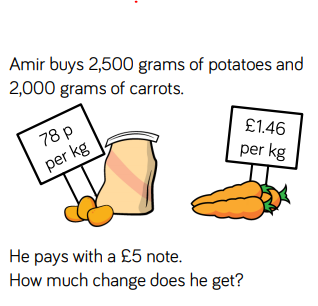 Amir buys 2,500 grams of potatoes and
2,000 grams of carrots.
78 p
per kg
£1.46
per kg
He pays with a £5 note.
How much change does he get?